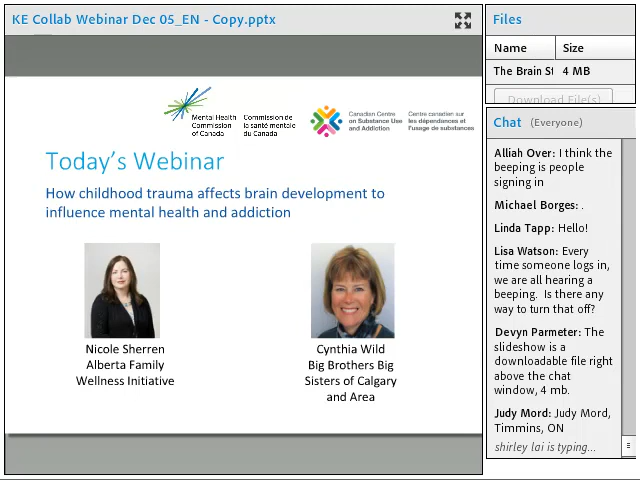 KE Collab Webinar Dec 05_EN - Copy.pptx
Mental Health
Commission
of Canada
Commission de
la santé mentale
du Canada
Canadian Centre
on Substance Use
and Addiction
Centre canadien sur
les dépendances et
l'usage de substances
Today's Webinar
How childhood trauma affects brain development to
influence mental health and addiction
Nicole Sherren
Alberta Family
Wellness Initiative
Cynthia Wild
Big Brothers Big
Sisters of Calgary
and Area
Files
Name Size
The Brain St 4 MB
Download File(s)
Chat (Everyone)
Alliah Over: I think the
beeping is people
signing in
Michael Borges: .
Linda Tapp: Hello!
Lisa Watson: Every
time someone logs in,
we are all hearing a
beeping. Is there any
way to turn that off?
Devyn Parmeter: The
slideshow is a
downloadable file right
above the chat
window, 4 mb.
Judy Mord: Judy Mord,
Timmins, ON
shirley lai is typing...